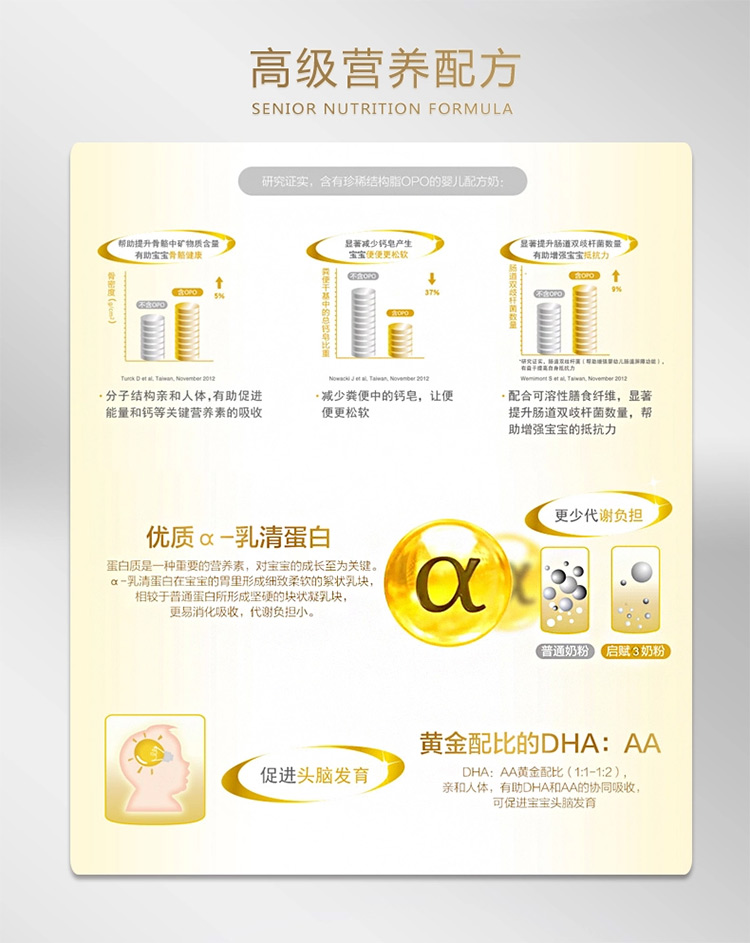 高级营养配方
SENIOR NUTRITION FORMULA
研究证实，含有珍稀结构脂OPO的婴儿配方奶：
帮助提升骨骼中矿物质含量
有助宝宝骨骼健康
骨密度（g/cm²）
不含OPO
含OPO
5%
Turck D et al, Taiwan, November 2012
·分子结构亲和人体,有助促进
能量和钙等关键营养素的吸收
显著减少钙皂产生
宝宝便便更松软
粪便干基中的总钙皂比重
不含OPO
含OPO
37%
Nowacki J et al, Taiwan, November 2012
·减少粪便中的钙皂，让便
便更松软
显著提升肠道双歧杆菌数量
有助增强宝宝抵抗力
肠道双歧杆菌数量
不含OPO
含OPO
9%
*研究证实，肠道双歧杆菌（帮助增强婴幼儿肠道屏障功能），
有益于提高自身抵抗力
Wernimont S et al, Taiwan, November 2012
·配合可溶性膳食纤维，显著
提升肠道双歧杆菌数量，帮
助增强宝宝的抵抗力
优质α-乳清蛋白
蛋白质是一种重要的营养素，对宝宝的成长至为关键。
α-乳清蛋白在宝宝的胃里形成细致柔软的絮状乳块，
相较于普通蛋白所形成坚硬的块状凝乳块，
更易消化吸收，代谢负担小。
α
更少代谢负担
普通奶粉
启赋3奶粉
促进头脑发育
黄金配比的DHA：AA
DHA：AA黄金配比（1:1-1:2），
亲和人体，有助DHA和AA的协同吸收，
可促进宝宝头脑发育